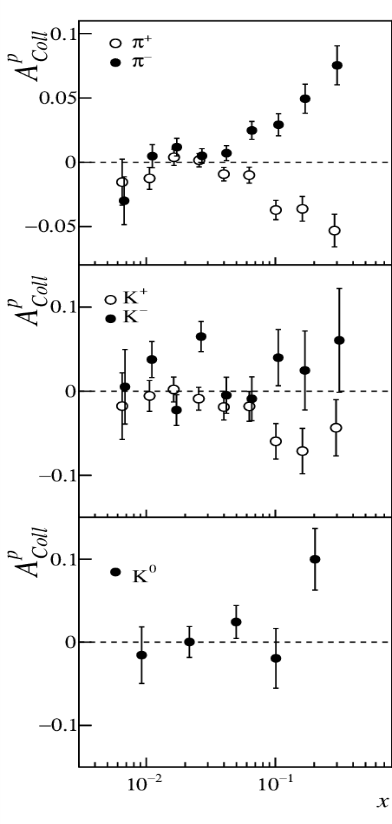 A^p_Coll
0.1
π⁺
π⁻
0.05
0
−0.05
A^p_Coll
0.1
K⁺
K⁻
0
−0.1
A^p_Coll
0.1
K⁰
0
−0.1
10⁻² 10⁻¹
x